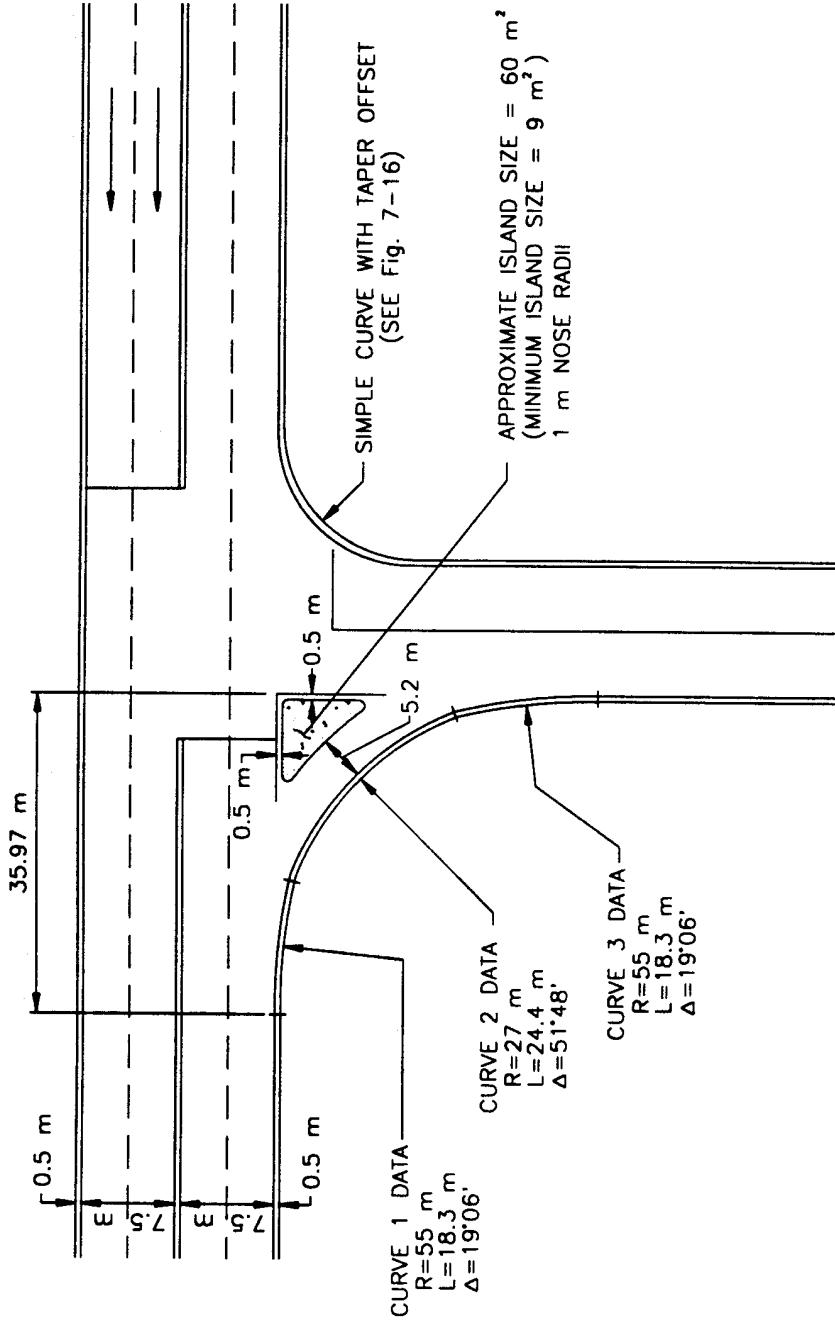 35.97 m
0.5 m
7.5 m
7.5 m
0.5 m
0.5 m
0.5 m
5.2 m
SIMPLE CURVE WITH TAPER OFFSET
(SEE Fig. 7-16)
APPROXIMATE ISLAND SIZE = 60 m²
(MINIMUM ISLAND SIZE = 9 m²)
1 m NOSE RADII
CURVE 1 DATA
R=55 m
L=18.3 m
Δ=19°06'
CURVE 2 DATA
R=27 m
L=24.4 m
Δ=51°48'
CURVE 3 DATA
R=55 m
L=18.3 m
Δ=19°06'